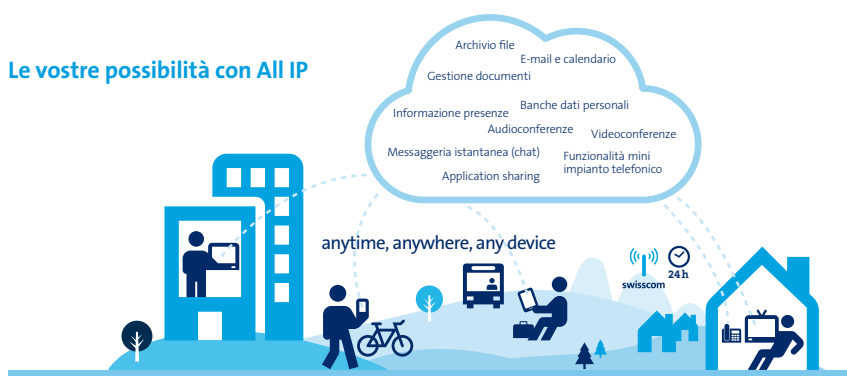 Le vostre possibilità con All IP
Archivio file
E-mail e calendario
Gestione documenti
Banche dati personali
Informazione presenze
Audioconferenze
Videoconferenze
Messaggeria istantanea (chat)
Funzionalità mini
impianto telefonico
Application sharing
anytime, anywhere, any device
24h
swisscom